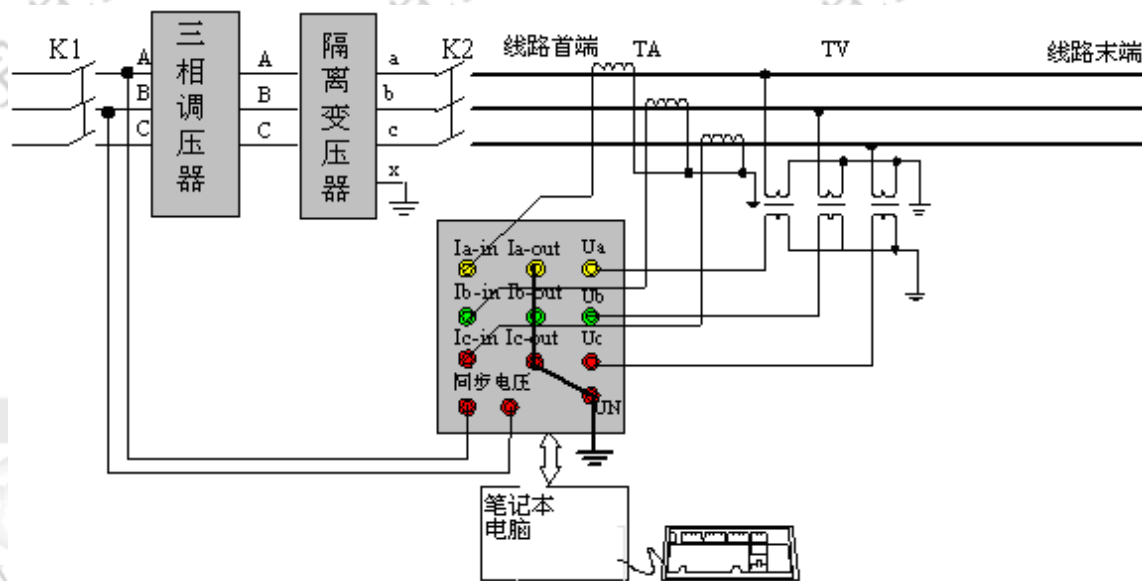 K1
三相调压器
隔离变压器
K2
线路首端
TA
TV
线路末端
A
A
a
B
B
b
C
C
c
x
Ia-in Ia-out Ua
Ib-in Ib-out Ub
Ic-in Ic-out Uc
同步电压
UN
笔记本
电脑